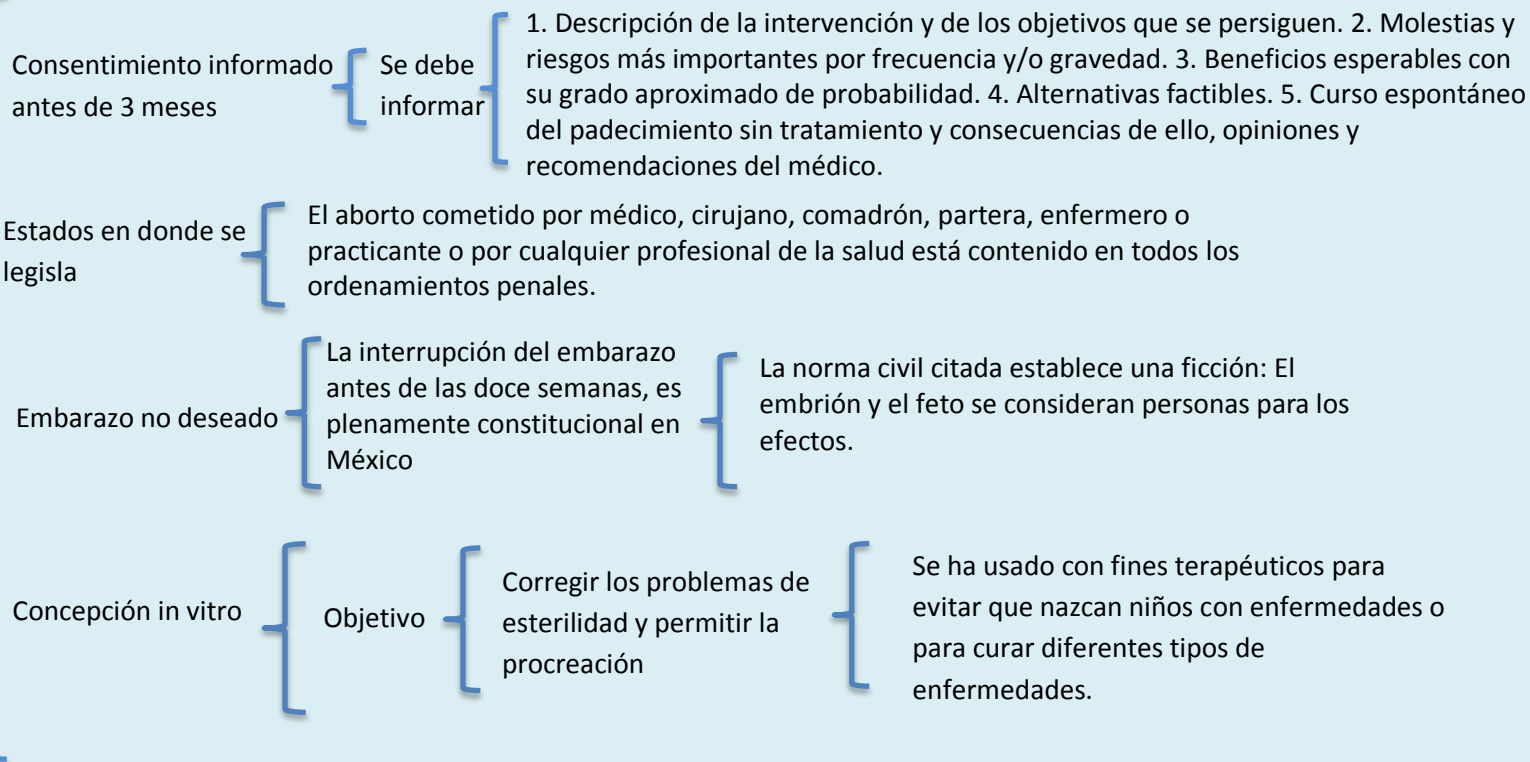 Consentimiento informado
antes de 3 meses
Se debe
informar
1. Descripción de la intervención y de los objetivos que se persiguen. 2. Molestias y
riesgos más importantes por frecuencia y/o gravedad. 3. Beneficios esperables con
su grado aproximado de probabilidad. 4. Alternativas factibles. 5. Curso espontáneo
del padecimiento sin tratamiento y consecuencias de ello, opiniones y
recomendaciones del médico.
Estados en donde se
legisla
El aborto cometido por médico, cirujano, comadrón, partera, enfermero o
practicante o por cualquier profesional de la salud está contenido en todos los
ordenamientos penales.
Embarazo no deseado
La interrupción del embarazo
antes de las doce semanas, es
plenamente constitucional en
México
La norma civil citada establece una ficción: El
embrión y el feto se consideran personas para los
efectos.
Concepción in vitro
Objetivo
Corregir los problemas de
esterilidad y permitir la
procreación
Se ha usado con fines terapéuticos para
evitar que nazcan niños con enfermedades o
para curar diferentes tipos de
enfermedades.